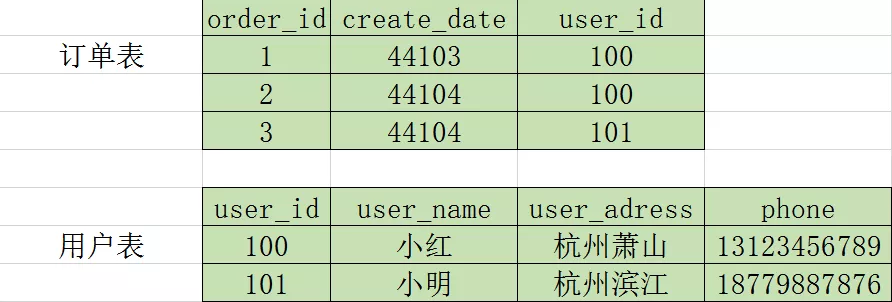 order_id create_date user_id
订单表 1 44103 100
2 44104 100
3 44104 101
user_id user_name user_adress phone
用户表 100 小红 杭州萧山 13123456789
101 小明 杭州滨江 18779887876